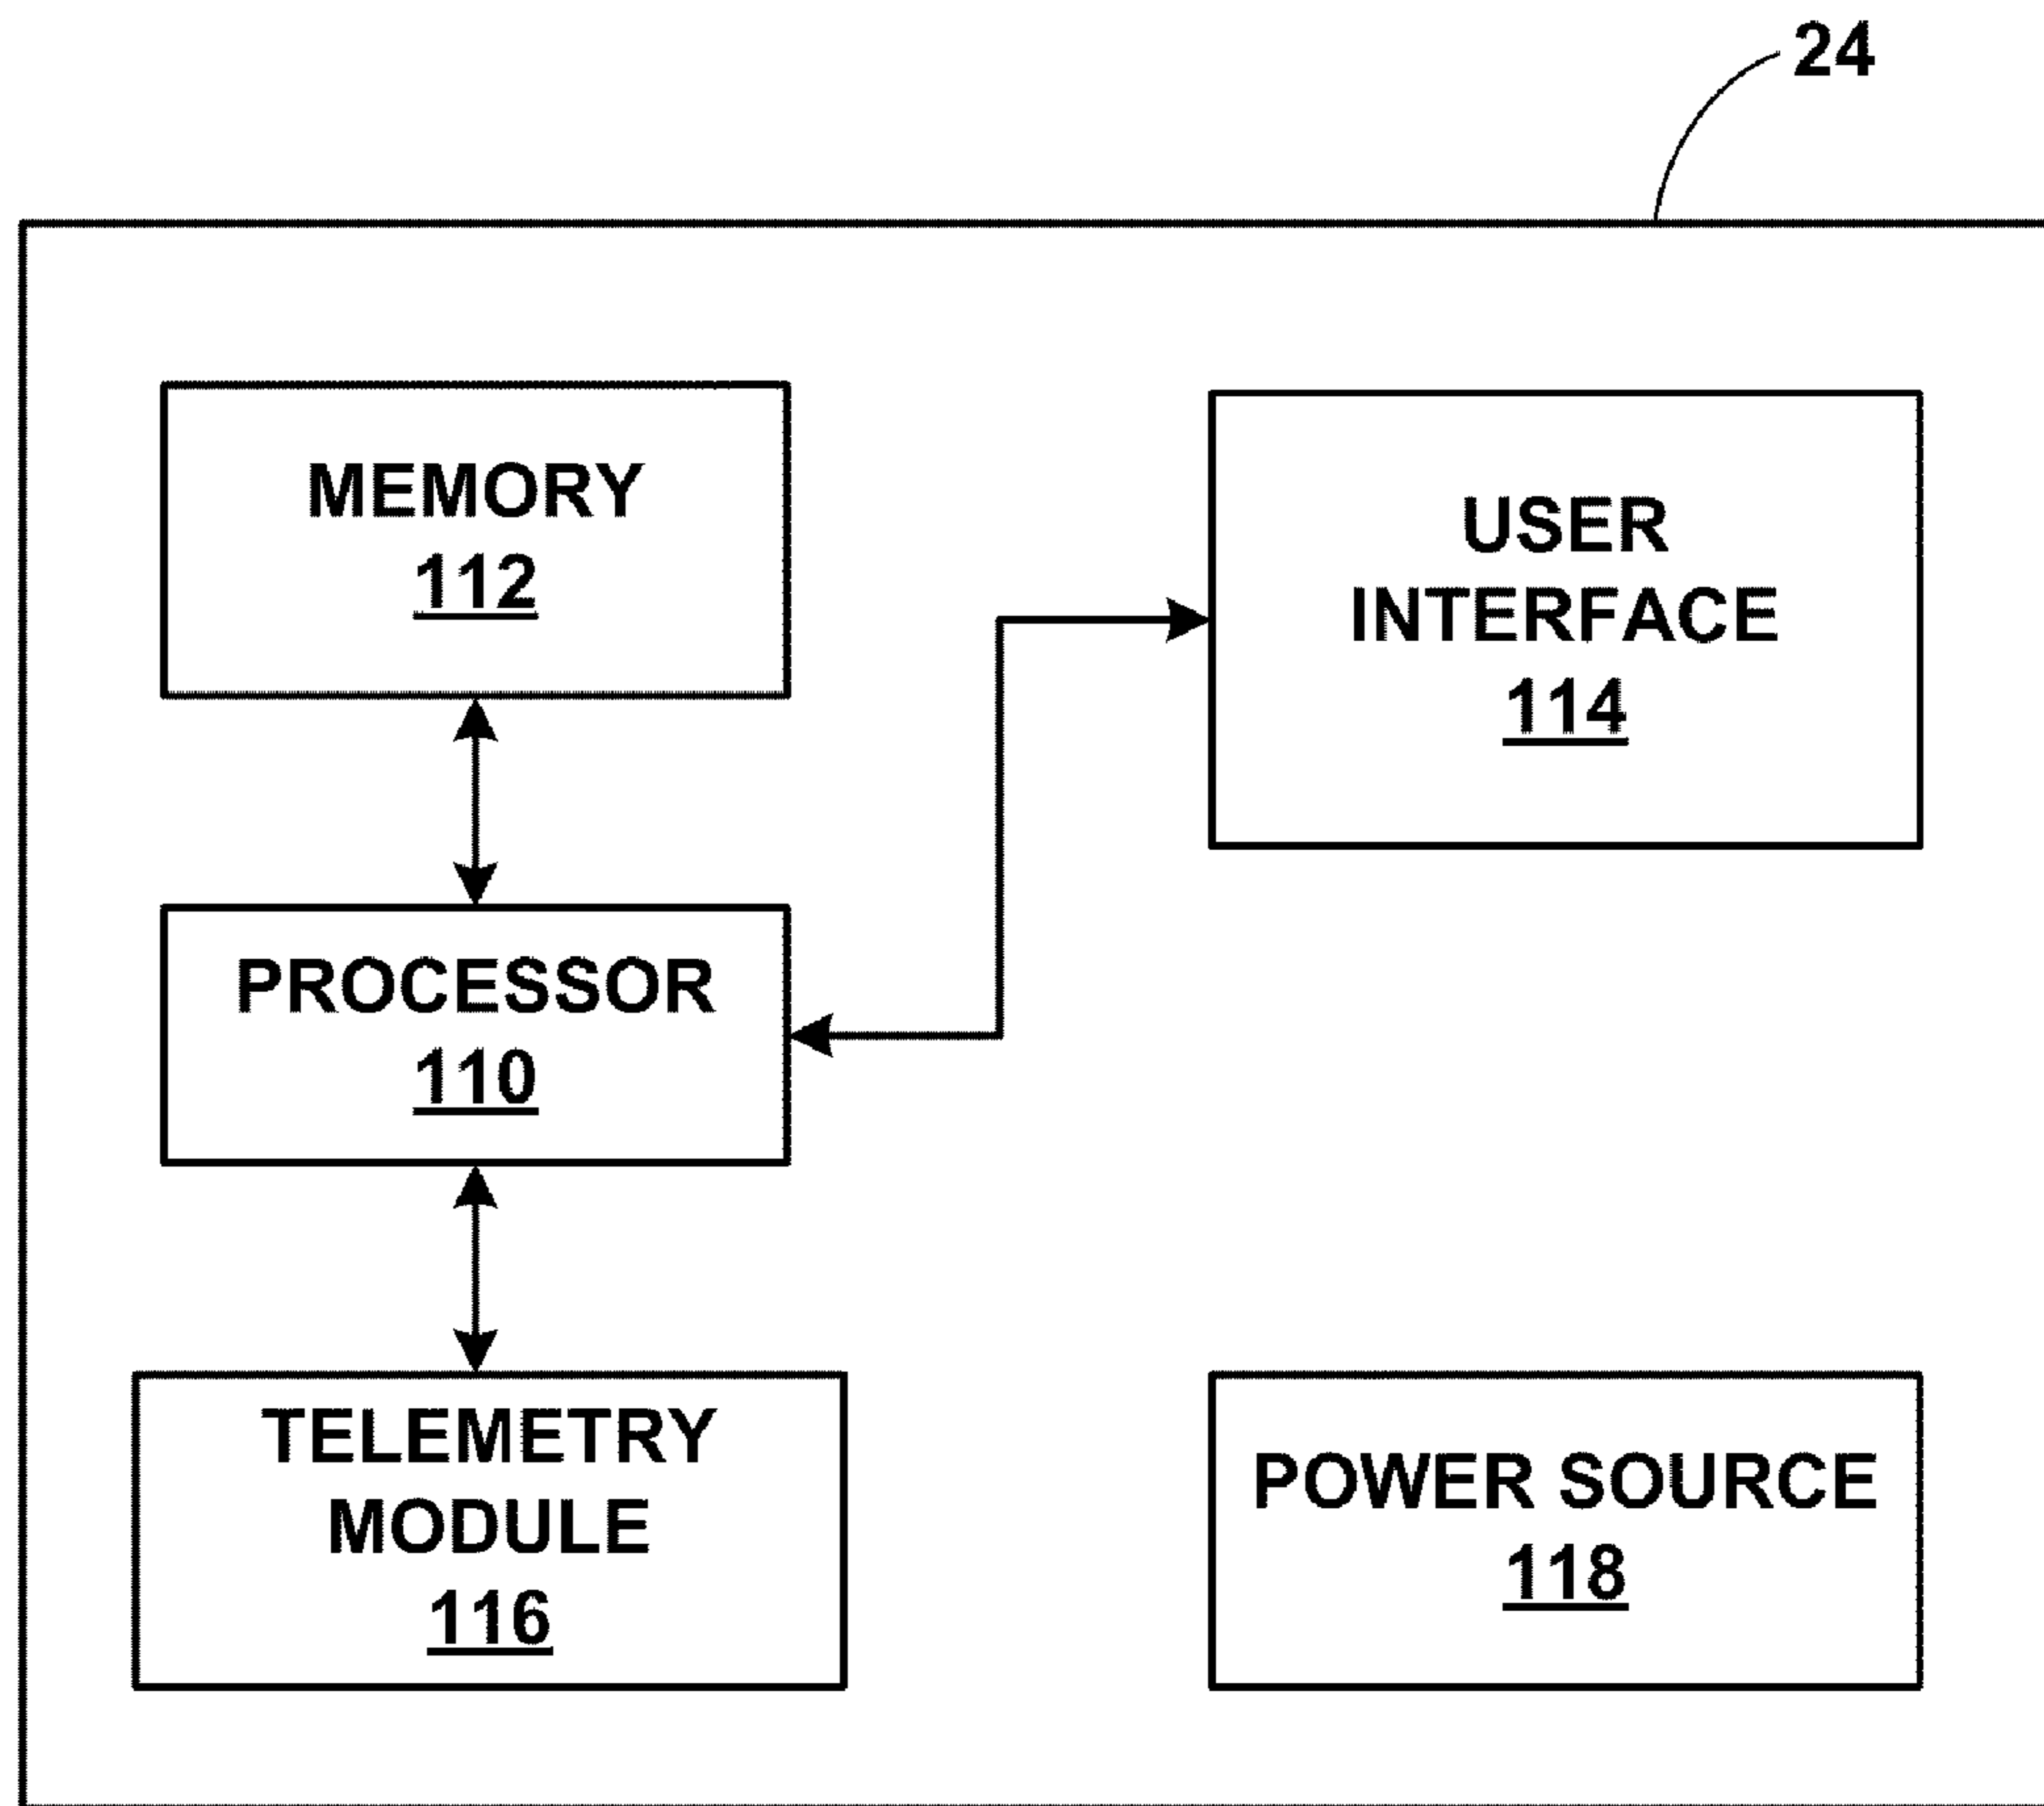 24
MEMORY
112
USER
INTERFACE
114
PROCESSOR
110
TELEMETRY
MODULE
116
POWER SOURCE
118